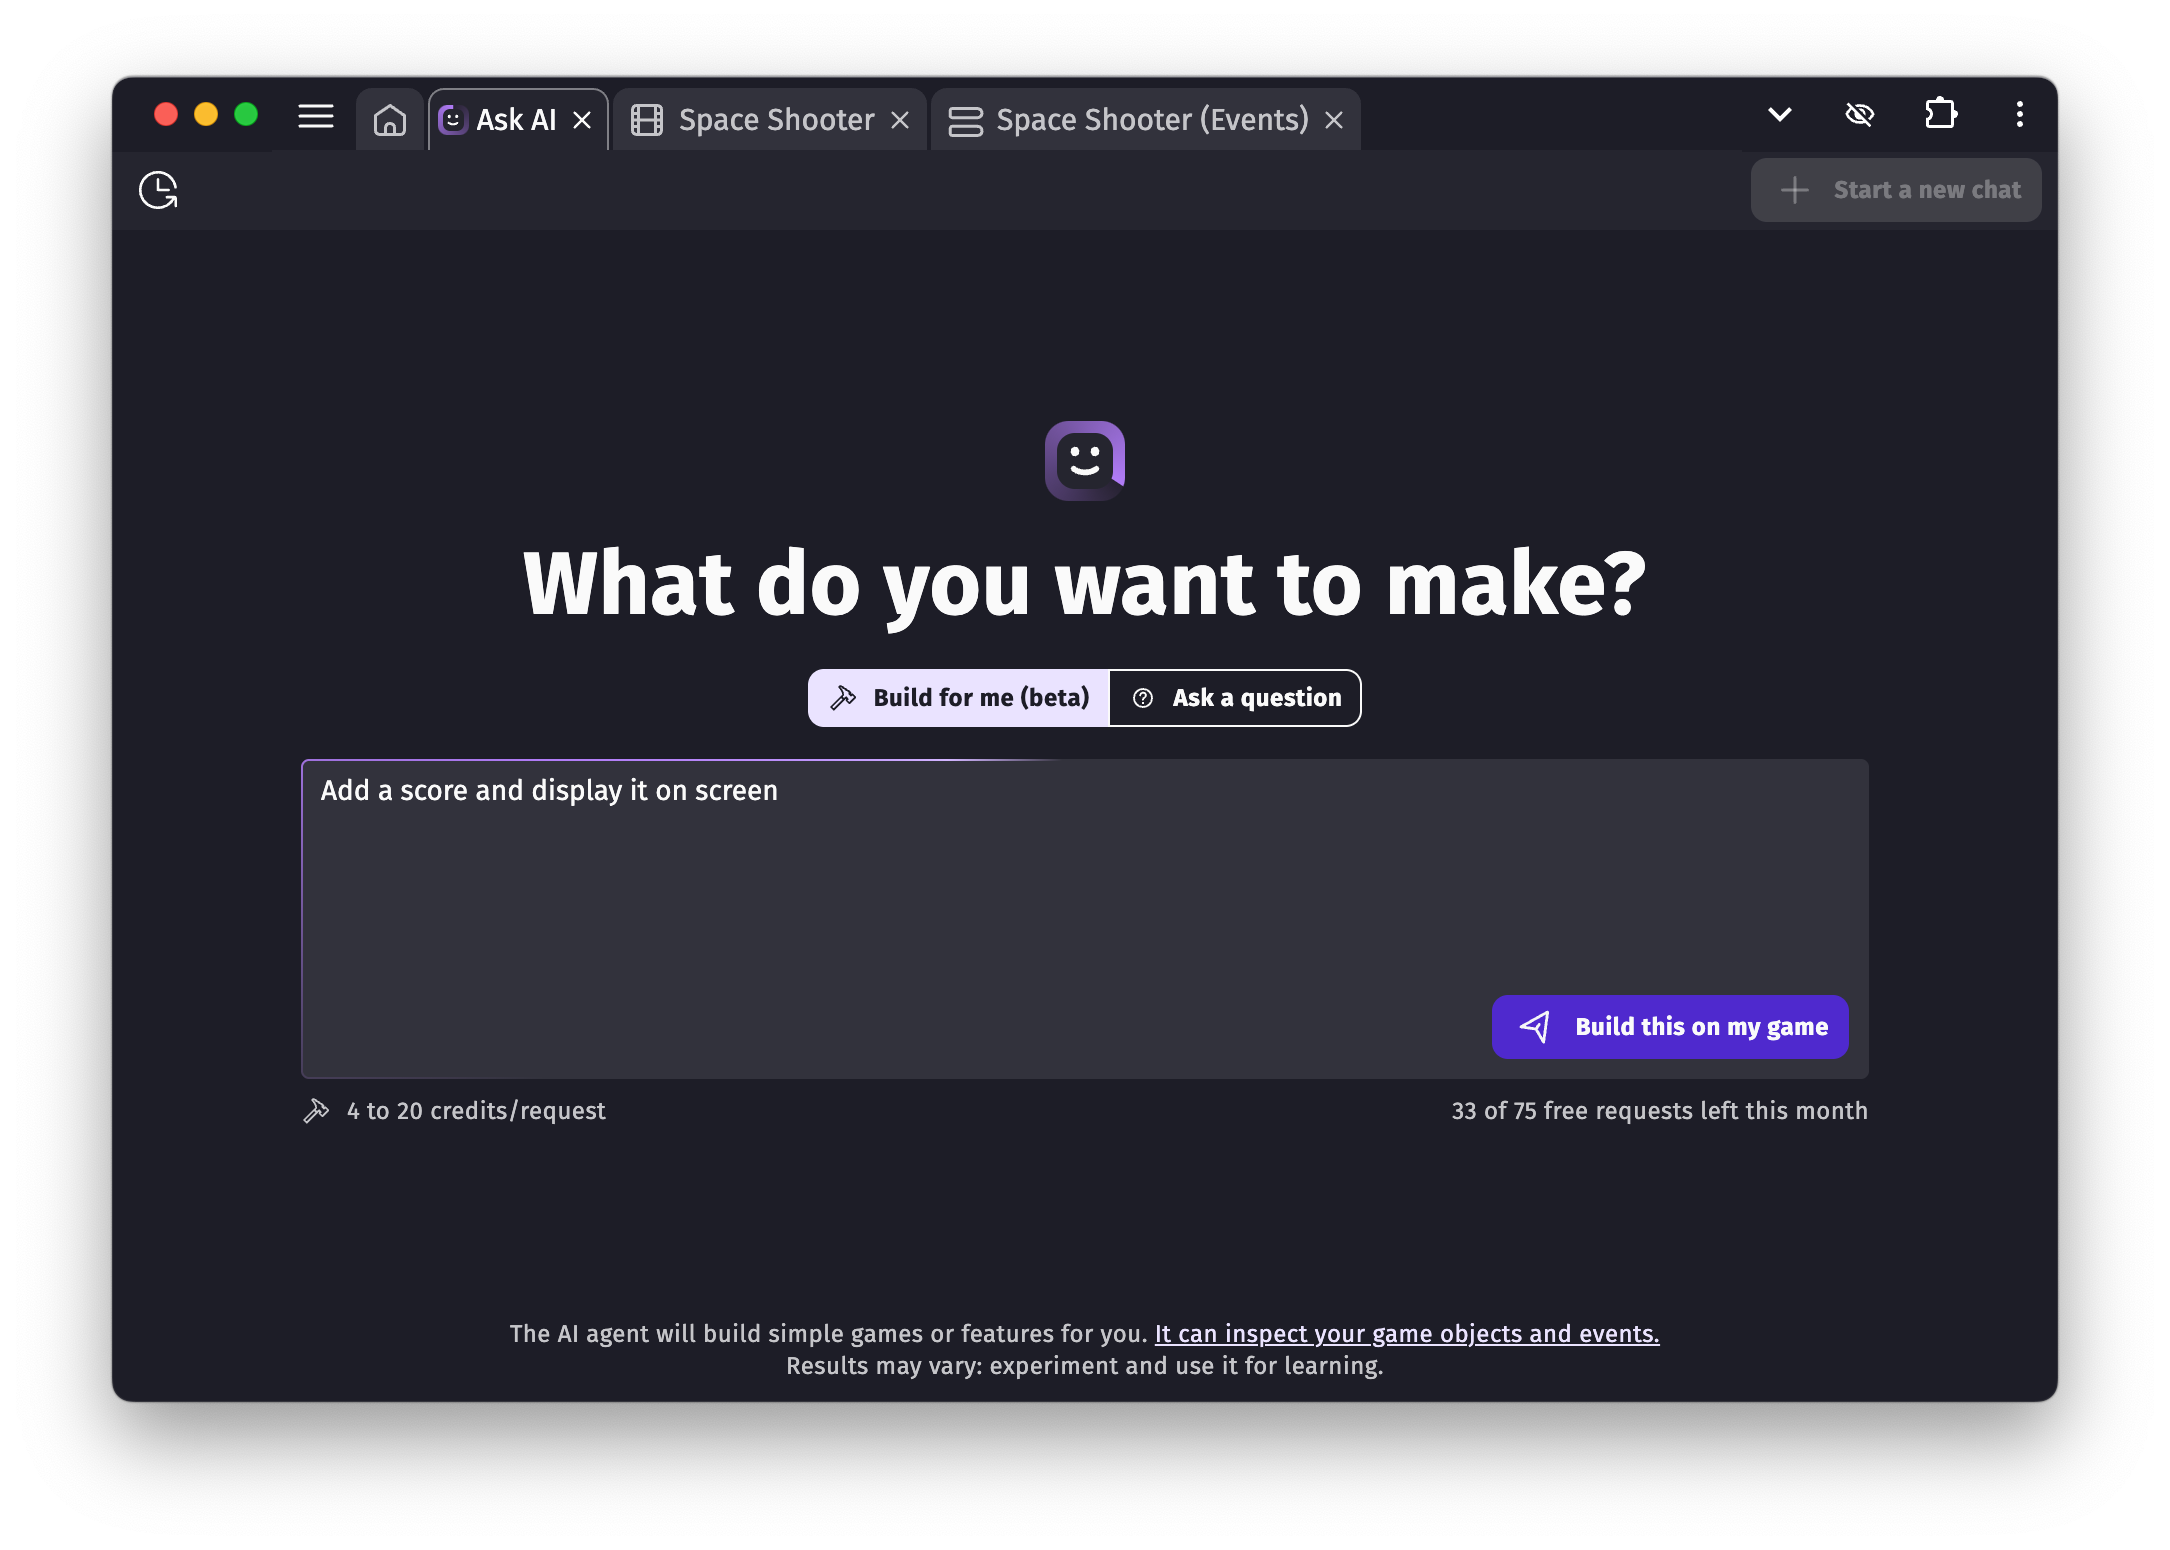 Ask AI
Space Shooter
Space Shooter (Events)
Start a new chat
What do you want to make?
Build for me (beta)
Ask a question
Add a score and display it on screen
Build this on my game
4 to 20 credits/request
33 of 75 free requests left this month
The AI agent will build simple games or features for you. It can inspect your game objects and events.
Results may vary: experiment and use it for learning.